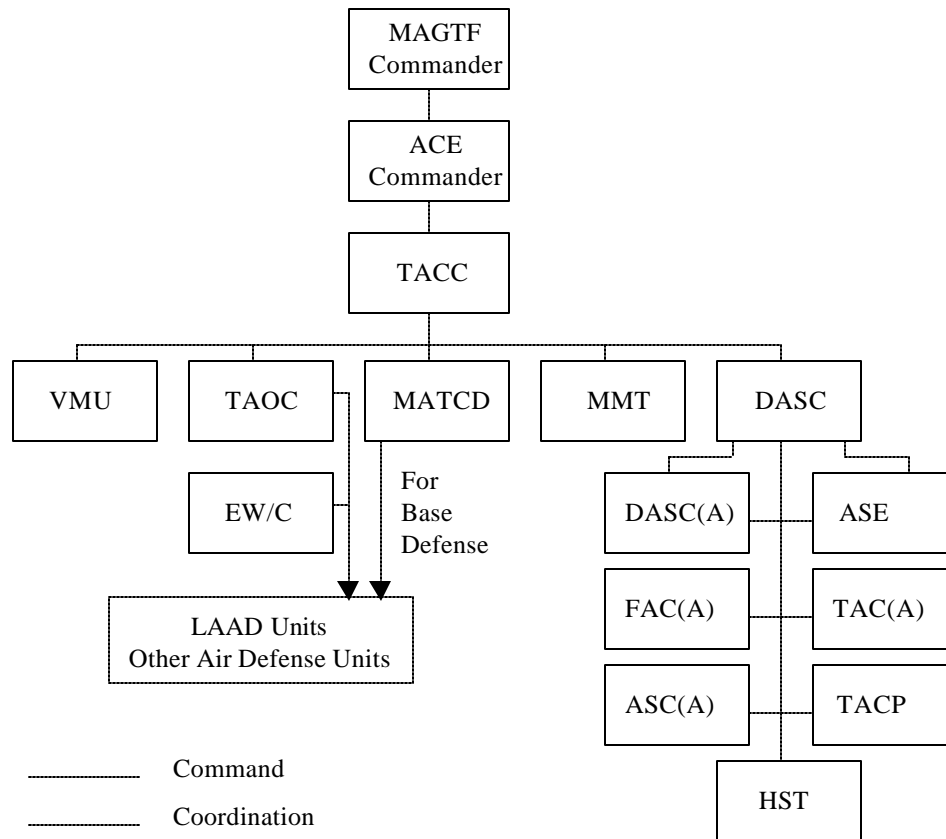 MAGTF
Commander
ACE
Commander
TACC
VMU
TAOC
MATCD
MMT
DASC
EW/C
For
Base
Defense
DASC(A)
ASE
FAC(A)
TAC(A)
LAAD Units
Other Air Defense Units
ASC(A)
TACP
HST
Command
Coordination